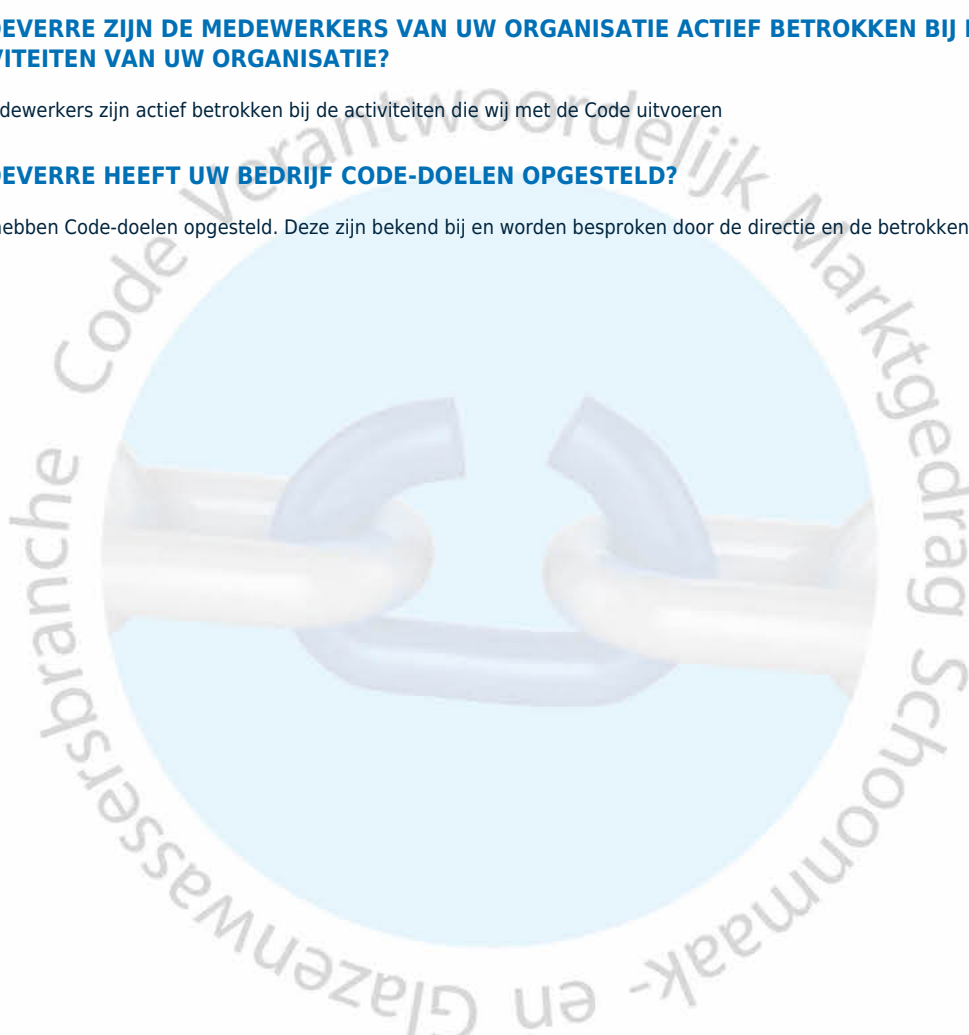 EVERRE ZIJN DE MEDEWERKERS VAN UW ORGANISATIE ACTIEF BETROKKEN BIJ
VITEITEN VAN UW ORGANISATIE?
dewerkers zijn actief betrokken bij de activiteiten die wij met de Code uitvoeren
EVERRE HEEFT UW BEDRIJF CODE-DOELEN OPGESTELD?
hebben Code-doelen opgesteld. Deze zijn bekend bij en worden besproken door de directie en de betrokken
Code Verantwoordelijk Marktgedrag Schoonmaak- en Glazenwassersbranche